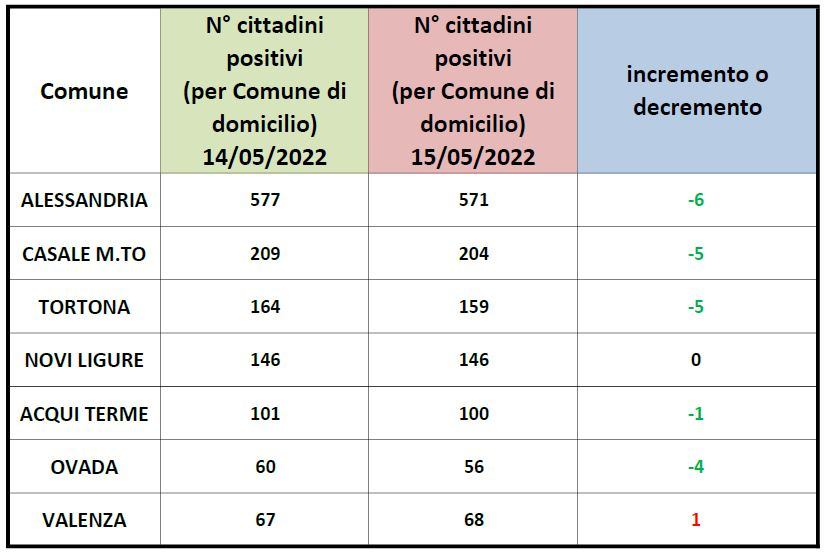 Comune
N° cittadini
positivi
(per Comune di
domicilio)
14/05/2022
N° cittadini
positivi
(per Comune di
domicilio)
15/05/2022
incremento o
decremento
ALESSANDRIA 577 571 -6
CASALE M.TO 209 204 -5
TORTONA 164 159 -5
NOVI LIGURE 146 146 0
ACQUI TERME 101 100 -1
OVADA 60 56 -4
VALENZA 67 68 1